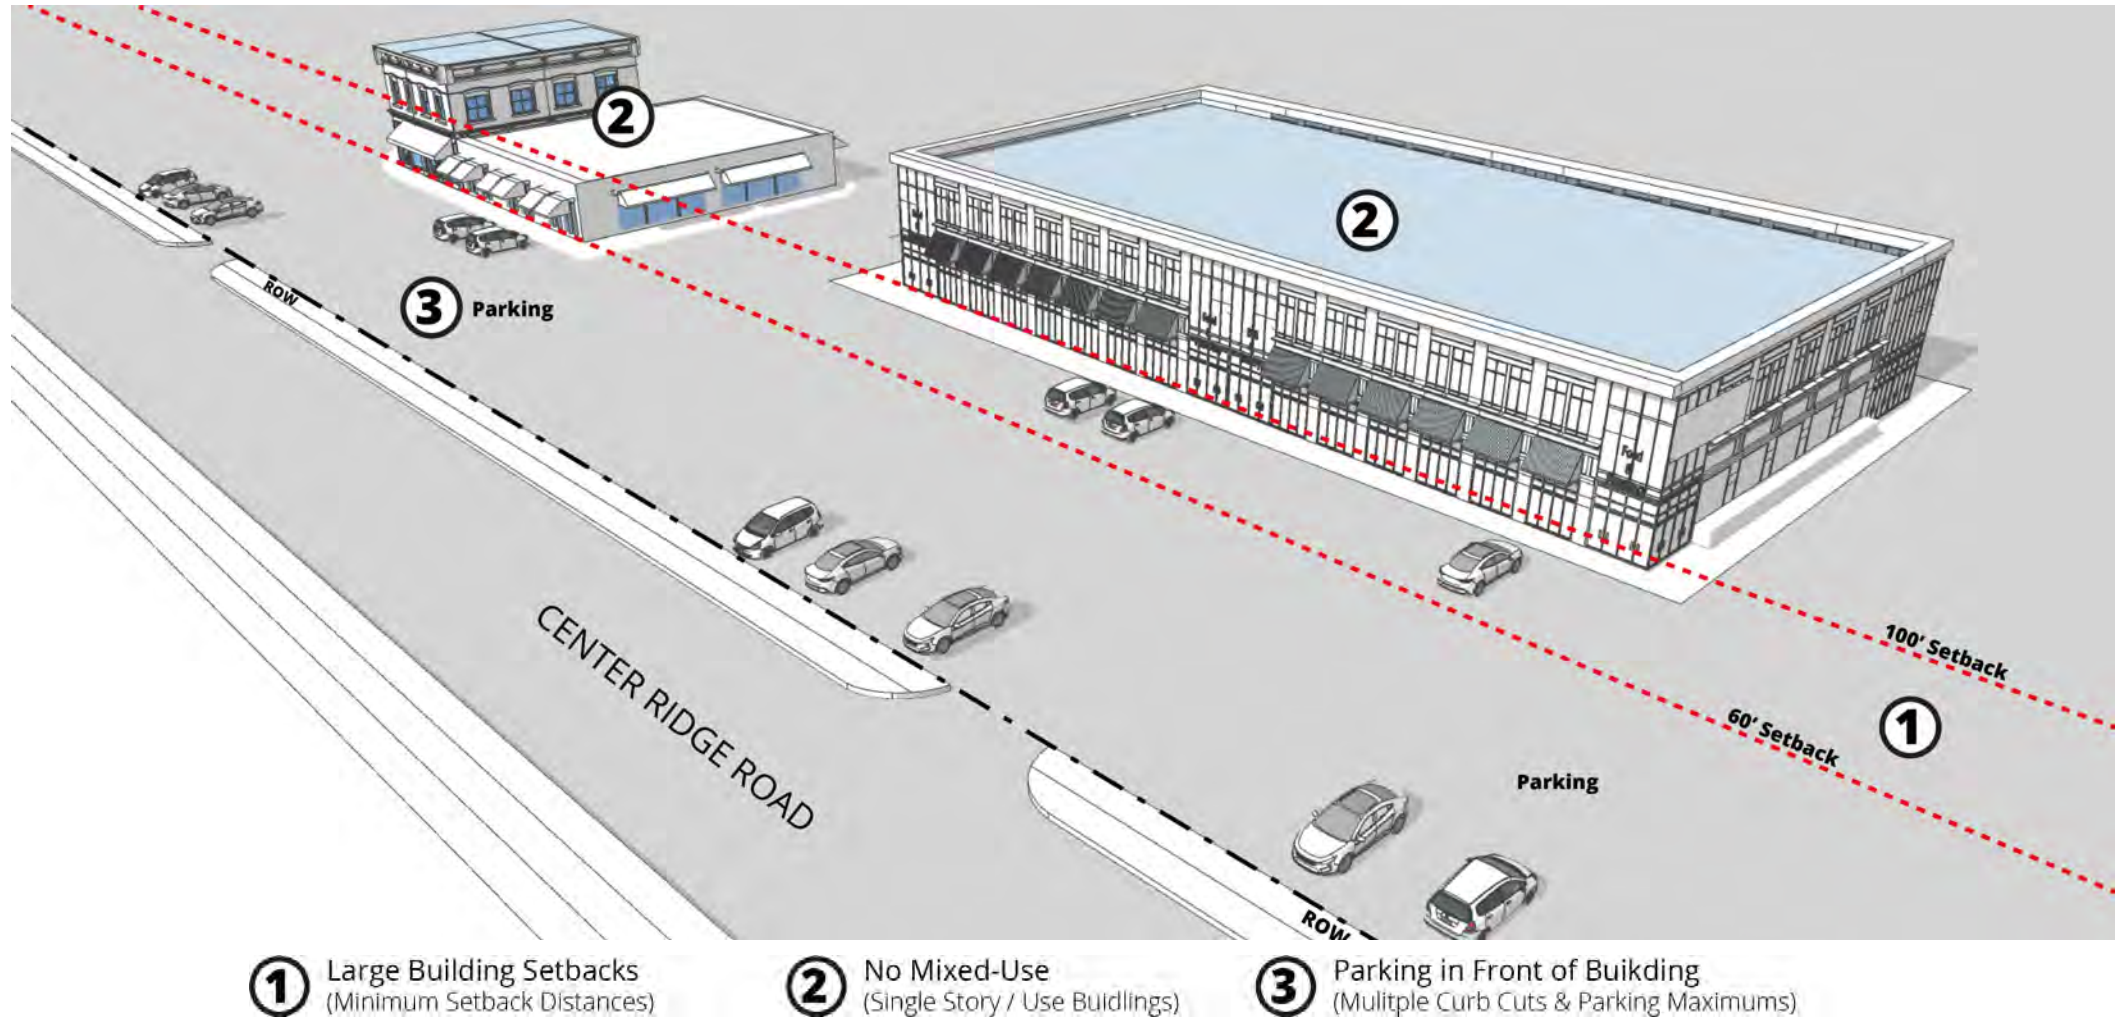 ROW
3 Parking
2
2
CENTER RIDGE ROAD
Food
Food
100' Setback
1
60' Setback
Parking
ROW
1 Large Building Setbacks
(Minimum Setback Distances)
2 No Mixed-Use
(Single Story / Use Buidlings)
3 Parking in Front of Buikding
(Mulitple Curb Cuts & Parking Maximums)